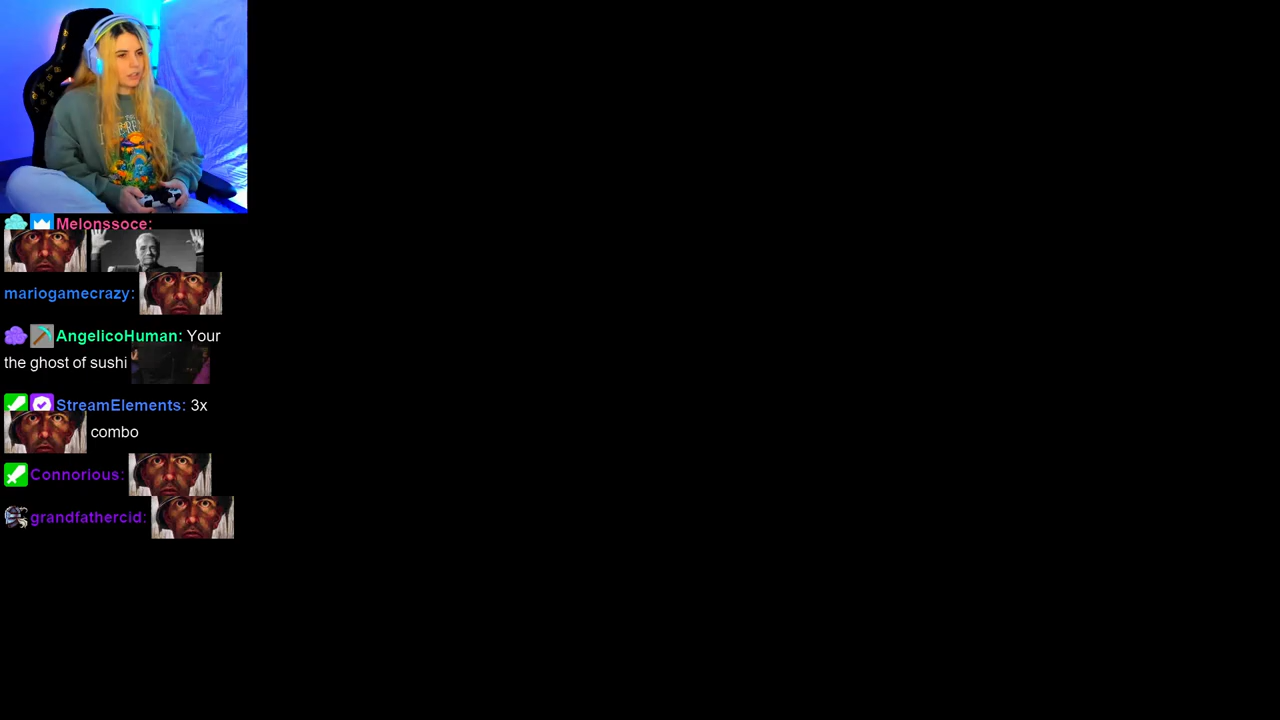 Melonssoce:
mariogamecrazy:
AngelicoHuman: Your
the ghost of sushi
StreamElements: 3x
combo
Connorious:
grandfathercid: